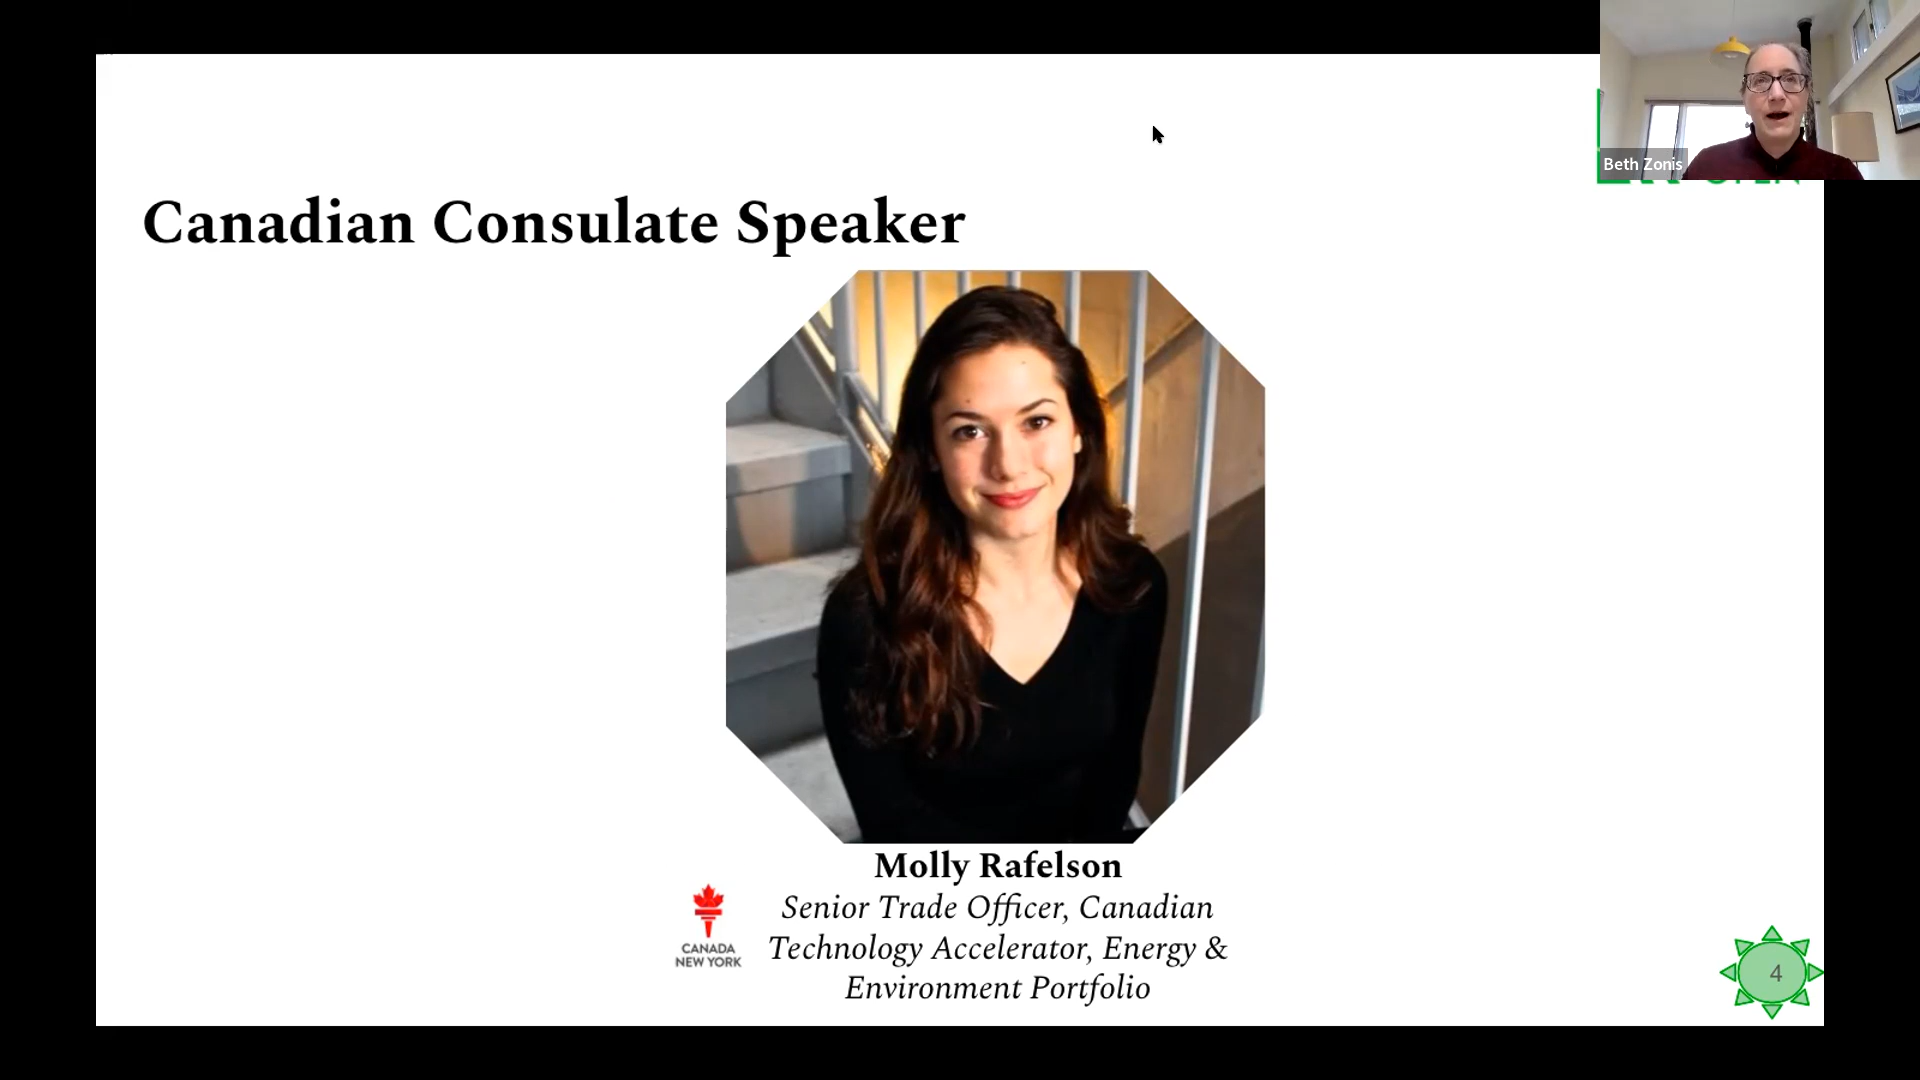 Beth Zonis
Canadian Consulate Speaker
Molly Rafelson
Senior Trade Officer, Canadian
Technology Accelerator, Energy &
Environment Portfolio
CANADA
NEW YORK
4